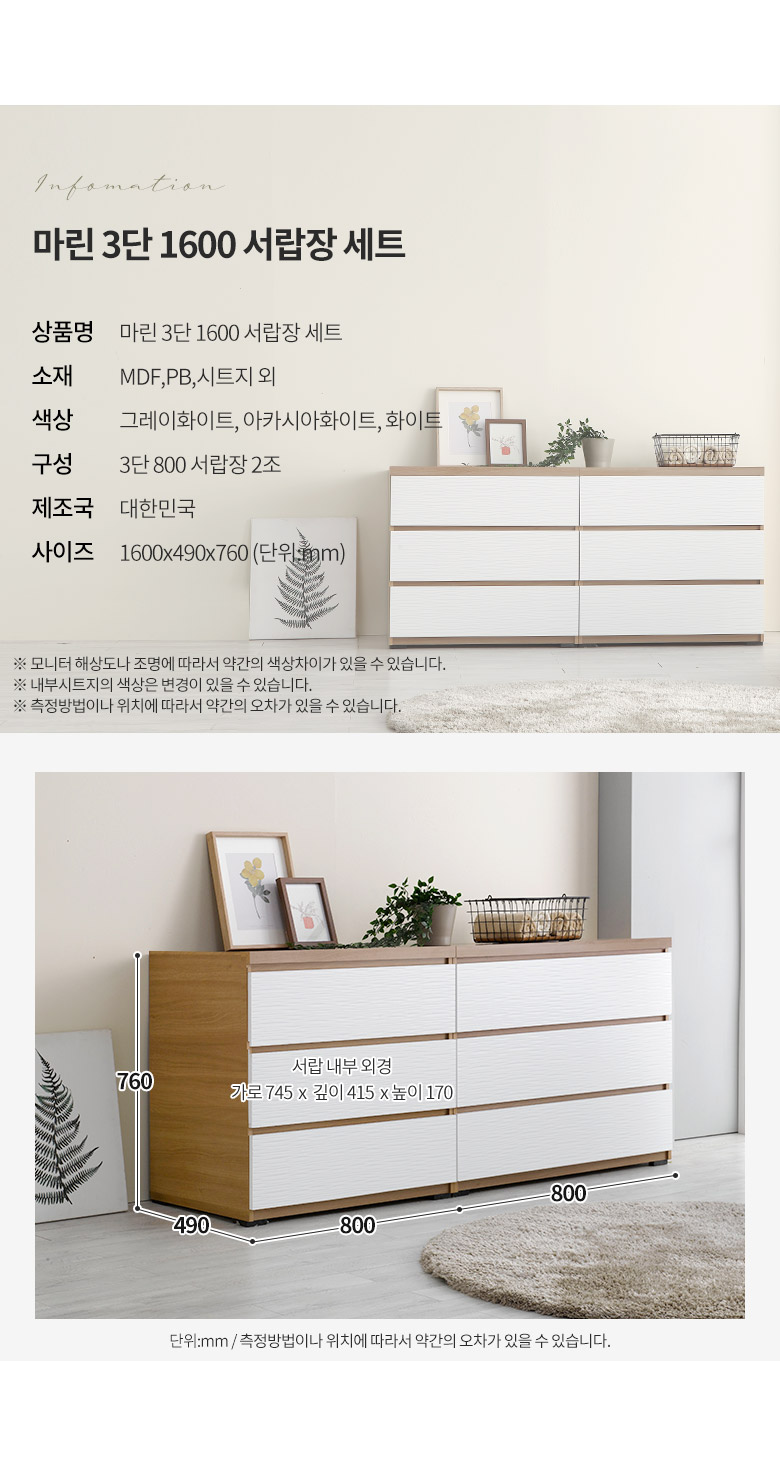 Infomation
마린 3단 1600 서랍장 세트
상품명 마린 3단 1600 서랍장 세트
소재 MDF,PB,시트지 외
색상 그레이화이트, 아카시아화이트, 화이트
구성 3단 800 서랍장 2조
제조국 대한민국
사이즈 1600x490x760 (단위:mm)
※ 모니터 해상도나 조명에 따라서 약간의 색상차이가 있을 수 있습니다.
※ 내부시트지의 색상은 변경이 있을 수 있습니다.
※ 측정방법이나 위치에 따라서 약간의 오차가 있을 수 있습니다.
서랍 내부 외경
가로 745 x 깊이 415 x 높이 170
760
490
800
800
단위:mm / 측정방법이나 위치에 따라서 약간의 오차가 있을 수 있습니다.